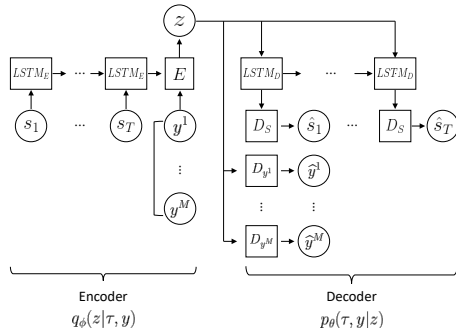 z
LSTM_E ... LSTM_E E LSTM_D ... LSTM_D
s_1 ... s_T y^1 D_S ŝ_1 ... D_S ŝ_T
D_{y^1} ŷ^1
⋮ ⋮ ⋮
y^M D_{y^M} ŷ^M
Encoder Decoder
q_ϕ(z|τ, y) p_θ(τ, y|z)